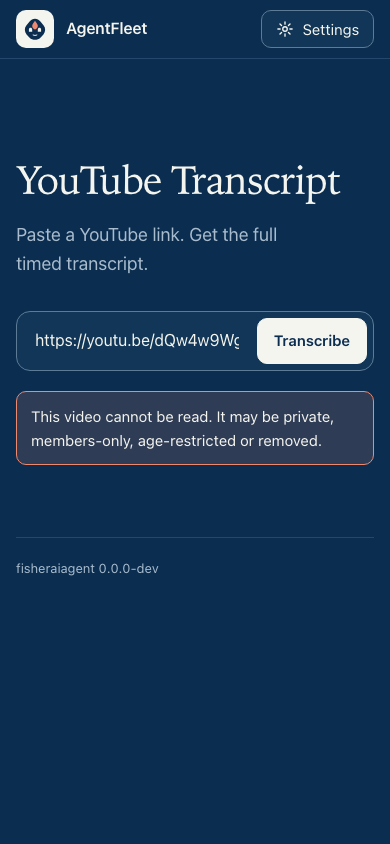 AgentFleet
Settings
YouTube Transcript
Paste a YouTube link. Get the full
timed transcript.
https://youtu.be/dQw4w9Wg
Transcribe
This video cannot be read. It may be private,
members-only, age-restricted or removed.
fisheraiagent 0.0.0-dev